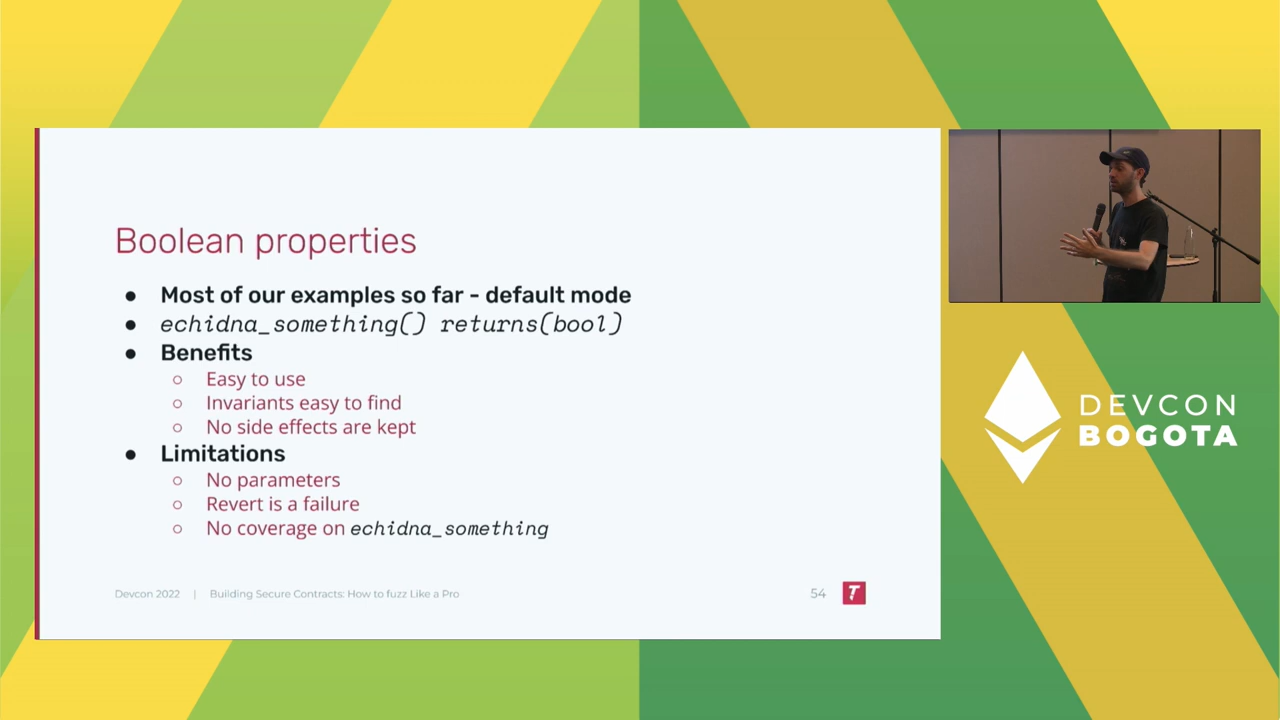 Boolean properties
● Most of our examples so far - default mode
● echidna_something() returns(bool)
● Benefits
○ Easy to use
○ Invariants easy to find
○ No side effects are kept
● Limitations
○ No parameters
○ Revert is a failure
○ No coverage on echidna_something
Devcon 2022 | Building Secure Contracts: How to fuzz Like a Pro 54
DEVCON
BOGOTA